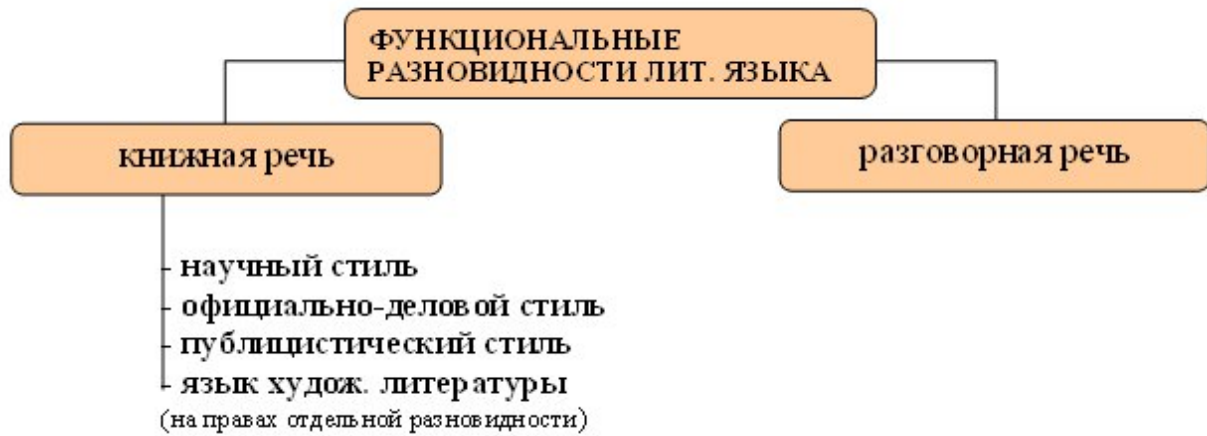 ФУНКЦИОНАЛЬНЫЕ
РАЗНОВИДНОСТИ ЛИТ. ЯЗЫКА
книжная речь
разговорная речь
- научный стиль
- официально-деловой стиль
- публицистический стиль
- язык худож. литературы
(на правах отдельной разновидности)